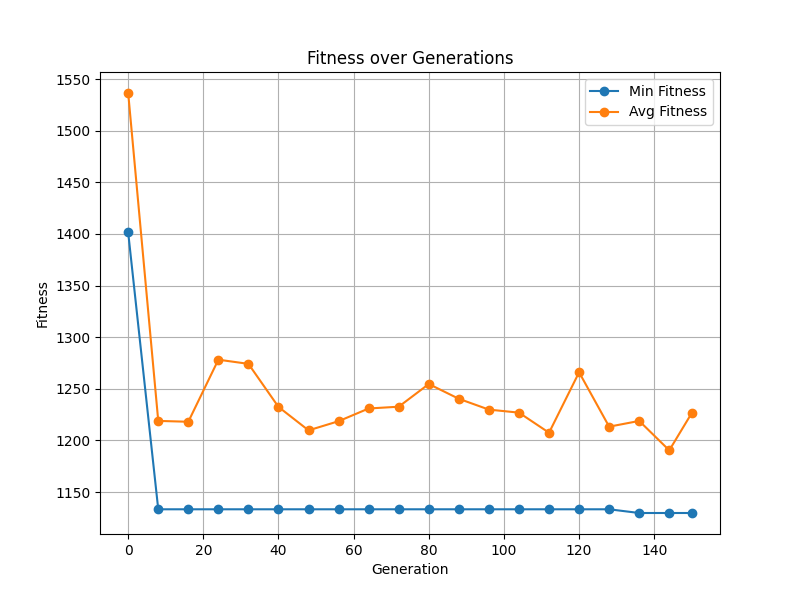 Fitness over Generations
Min Fitness
Avg Fitness
1550
1500
1450
1400
1350
1300
1250
1200
1150
Fitness
0 20 40 60 80 100 120 140
Generation